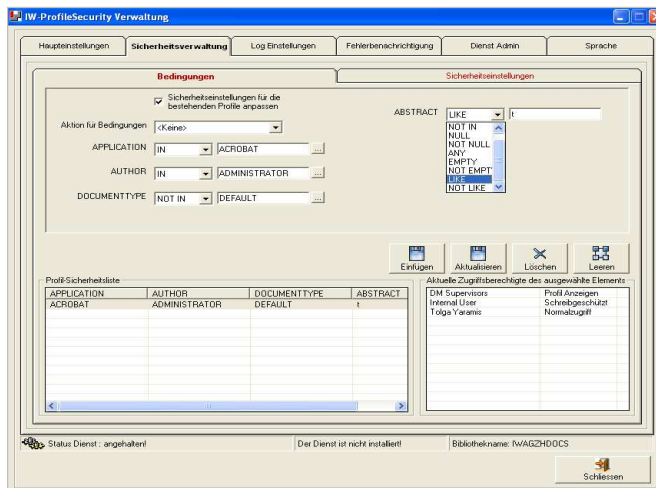 IW-ProfileSecurity Verwaltung
Haupteinstellungen
Sicherheitsverwaltung
Log Einstellungen
Fehlerbenachrichtigung
Dienst Admin
Sprache
Bedingungen
Sicherheitseinstellungen
Sicherheitseinstellungen für die
bestehenden Profile anpassen
Aktion für Bedingungen <Keine>
APPLICATION IN ACROBAT ...
AUTHOR IN ADMINISTRATOR ...
DOCUMENTTYPE NOT IN DEFAULT ...
ABSTRACT LIKE t
NOT IN
NULL
NOT NULL
ANY
EMPTY
NOT EMPT
LIKE
NOT LIKE
Einfügen
Aktualisieren
Löschen
Leeren
Profil-Sicherheitsliste
APPLICATION AUTHOR DOCUMENTTYPE ABSTRACT
ACROBAT ADMINISTRATOR DEFAULT t
Aktuelle Zugriffsberechtigte des ausgewählte Elements
DM Supervisors Profil Anzeigen
Internal User Schreibgeschützt
Tolga Yaramis Normalzugriff
Status Dienst : angehalten!
Der Dienst ist nicht installiert!
Bibliothekname: IWAGZHDOCS
Schliessen